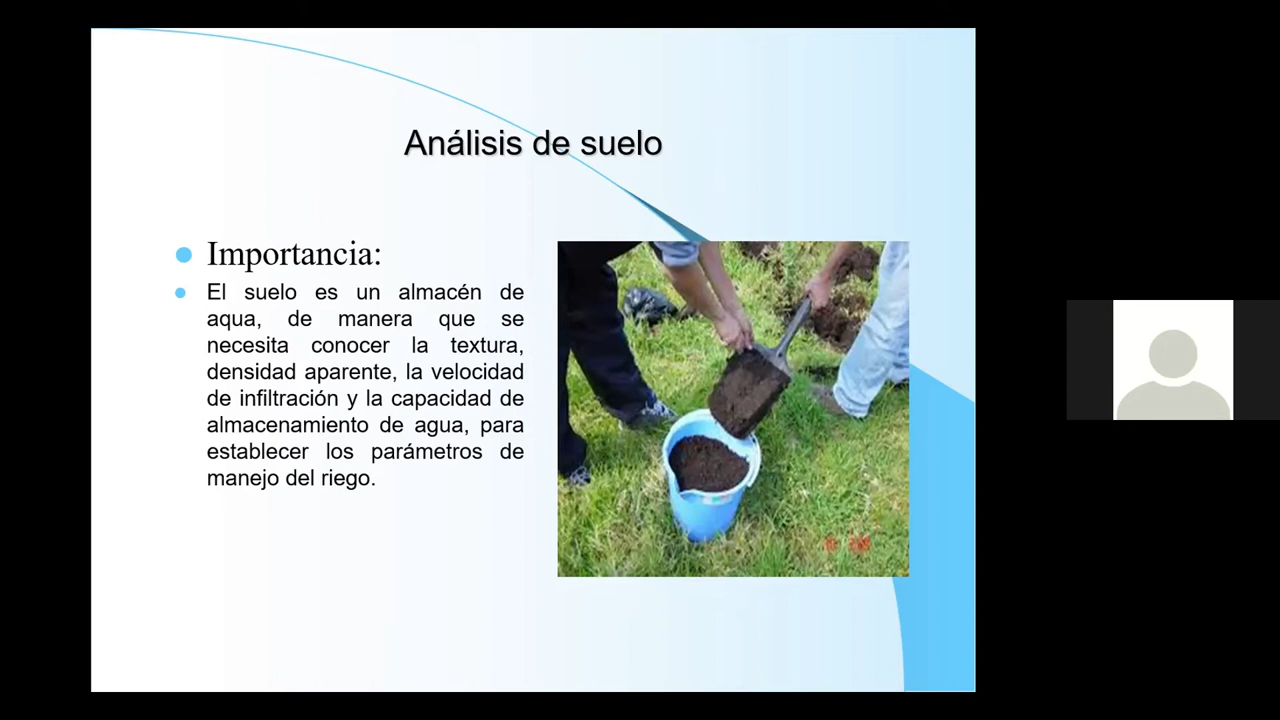 Análisis de suelo
Importancia:
El suelo es un almacén de
aqua, de manera que se
necesita conocer la textura,
densidad aparente, la velocidad
de infiltración y la capacidad de
almacenamiento de agua, para
establecer los parámetros de
manejo del riego.